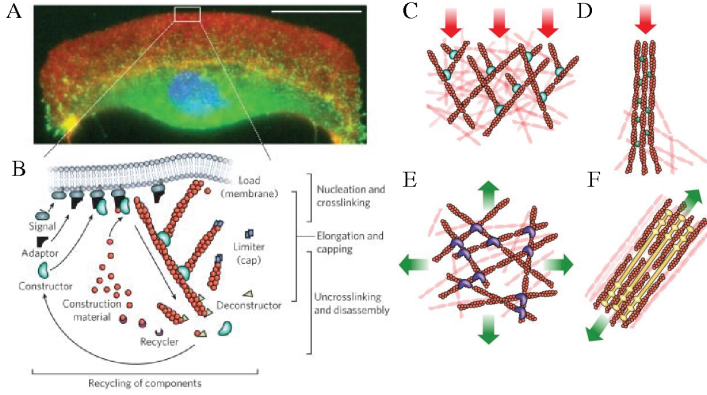 A
B
Load
(membrane)
Nucleation and
crosslinking
Signal
Adaptor
Constructor
Construction
material
Recycler
Limiter
(cap)
Deconstructor
Elongation and
capping
Uncrosslinking
and disassembly
Recycling of components
C
D
E
F